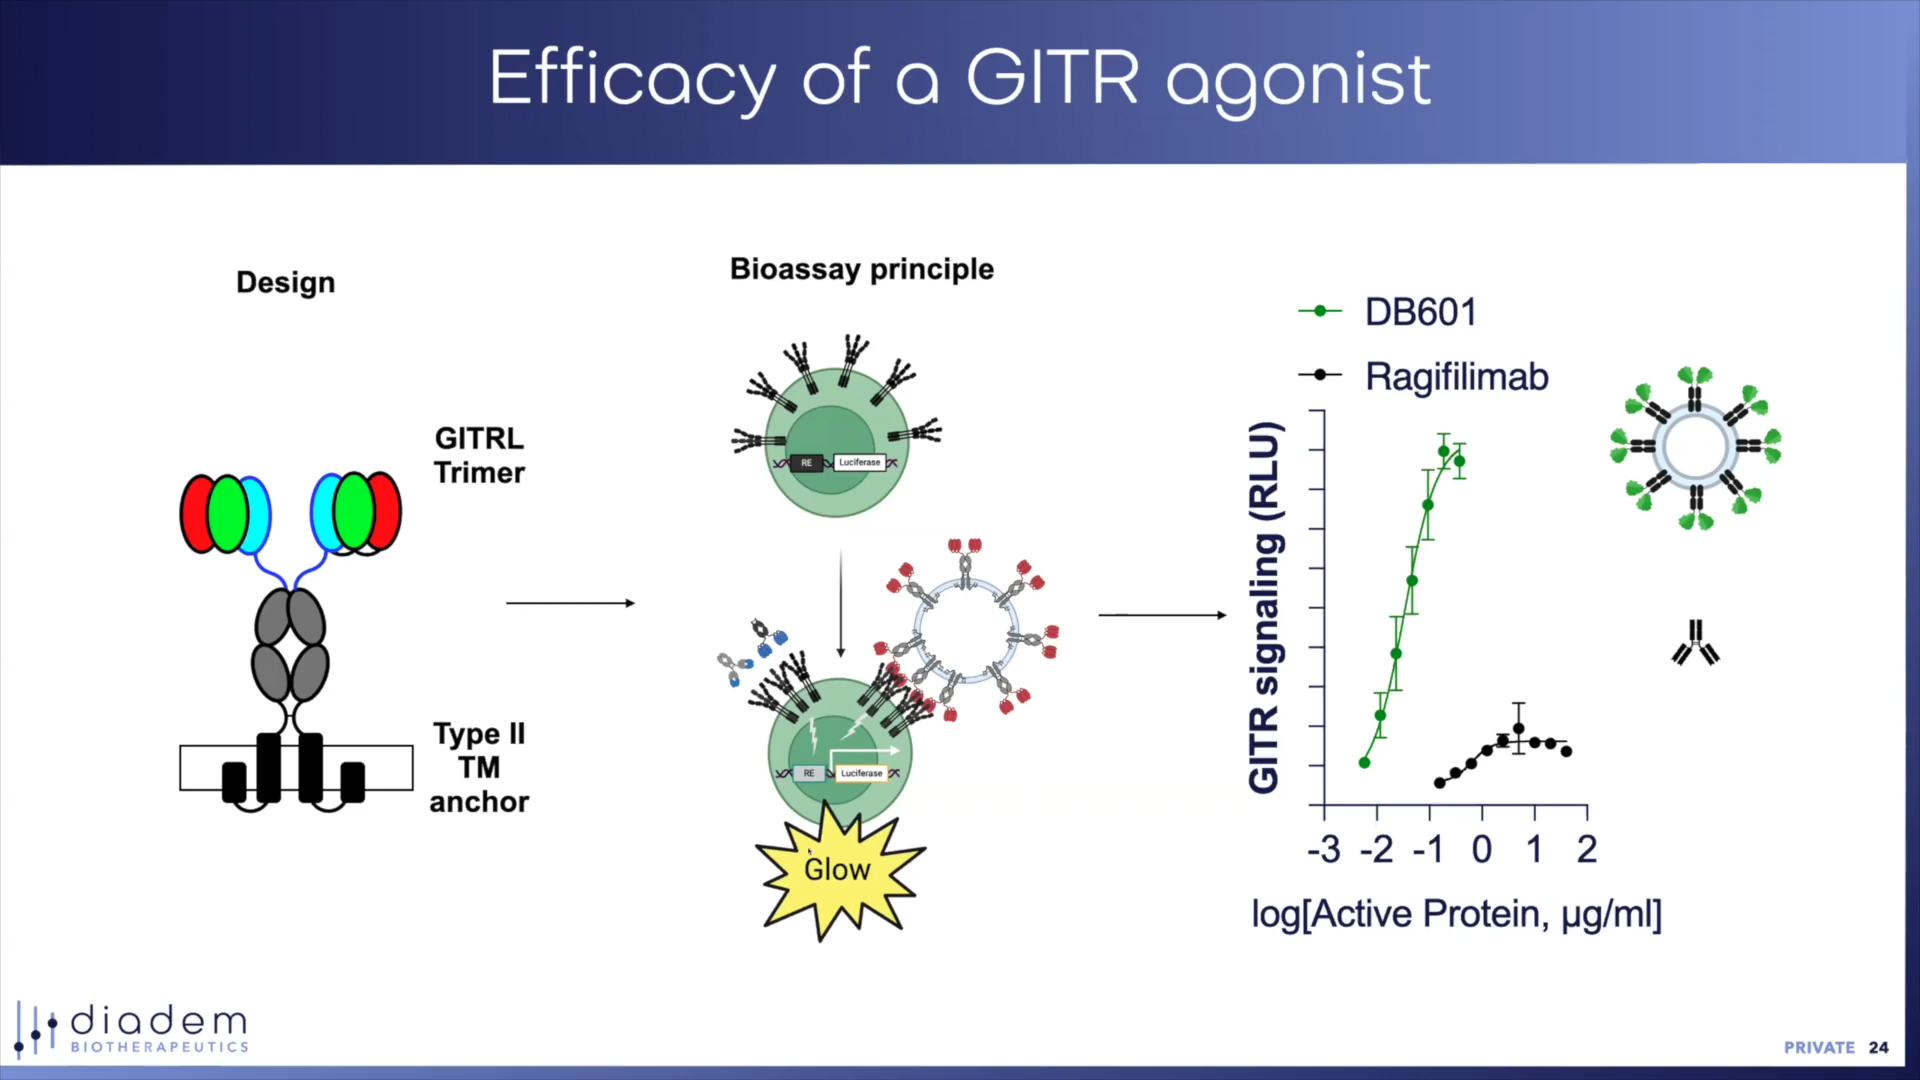 Efficacy of a GITR agonist
Design
GITRL
Trimer
Type II
TM
anchor
Bioassay principle
RE
Luciferase
RE
Luciferase
Glow
DB601
Ragifilimab
GITR signaling (RLU)
-3 -2 -1 0 1 2
log[Active Protein, µg/ml]
diadem
BIOTHERAPEUTICS
PRIVATE 24